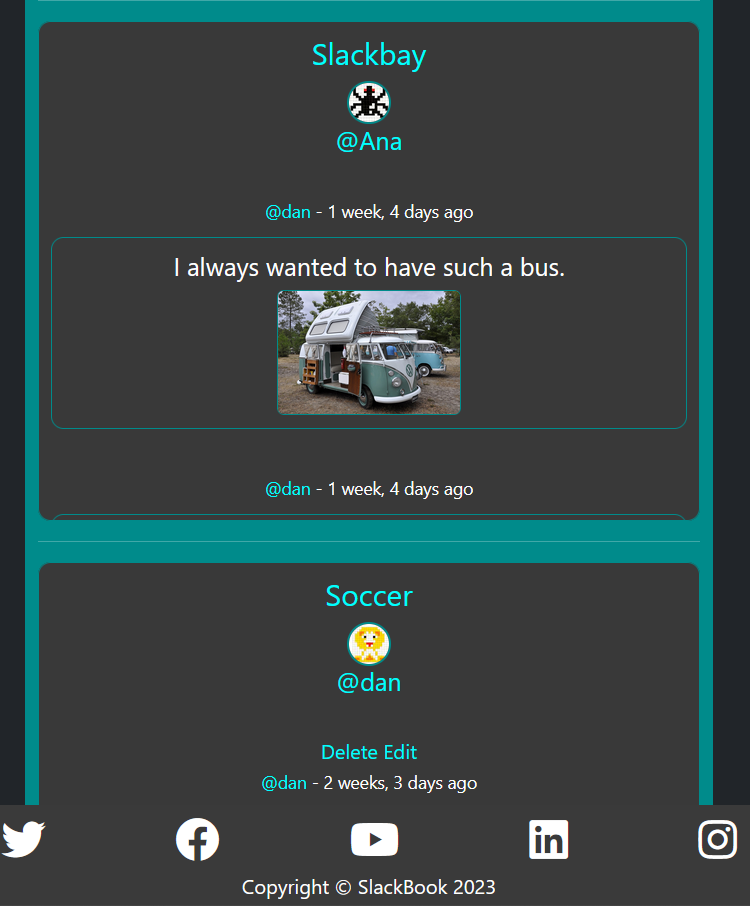 Slackbay
@Ana
@dan - 1 week, 4 days ago
I always wanted to have such a bus.
@dan - 1 week, 4 days ago
Soccer
@dan
Delete Edit
@dan - 2 weeks, 3 days ago
Copyright © SlackBook 2023